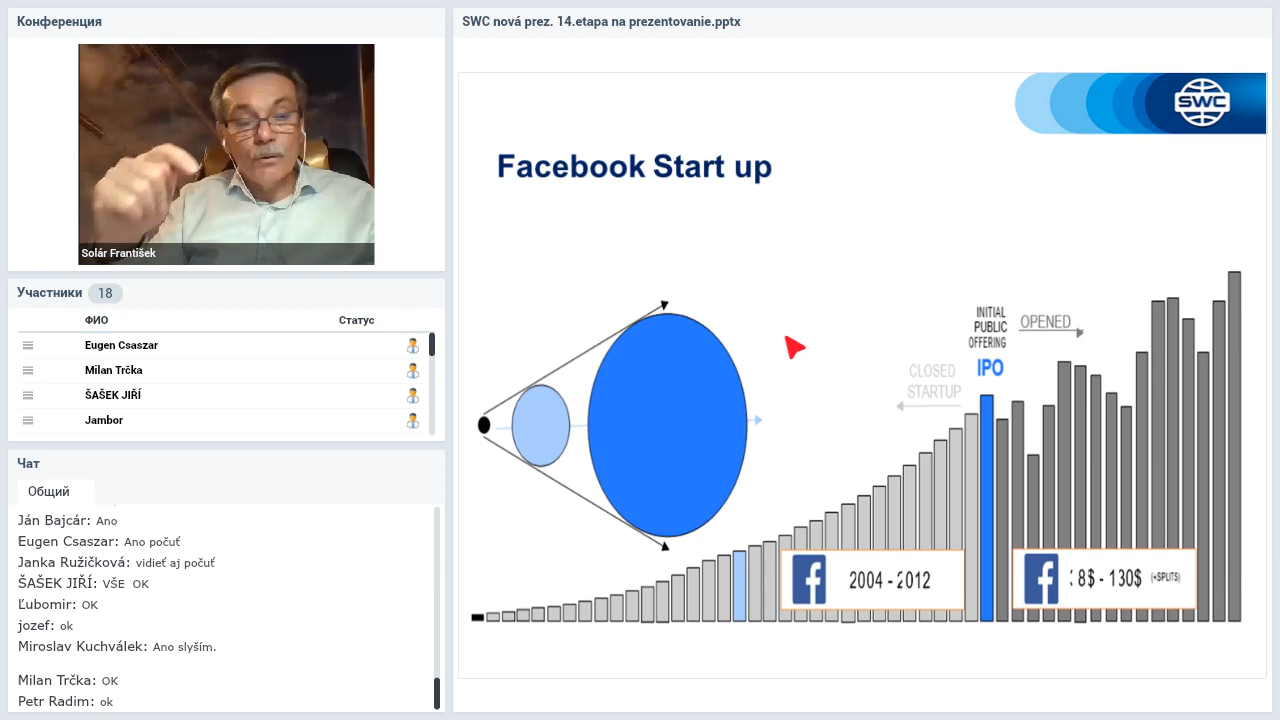 Конференция
Solár František
Участники 18
ФИО Статус
Eugen Csaszar
Milan Trčka
ŠAŠEK JIŘÍ
Jambor
Чат
Общий
Ján Bajcár: Ano
Eugen Csaszar: Ano počuť
Janka Ružičková: vidieť aj počuť
ŠAŠEK JIŘÍ: VŠE OK
Ľubomir: OK
jozef: ok
Miroslav Kuchválek: Ano slyším.
Milan Trčka: OK
Petr Radim: ok
SWC nová prez. 14.etapa na prezentovanie.pptx
SWC
Facebook Start up
INITIAL
PUBLIC
OFFERING
IPO
OPENED
CLOSED
STARTUP
2004 - 2012
8$ - 130$ (+SPLITS)